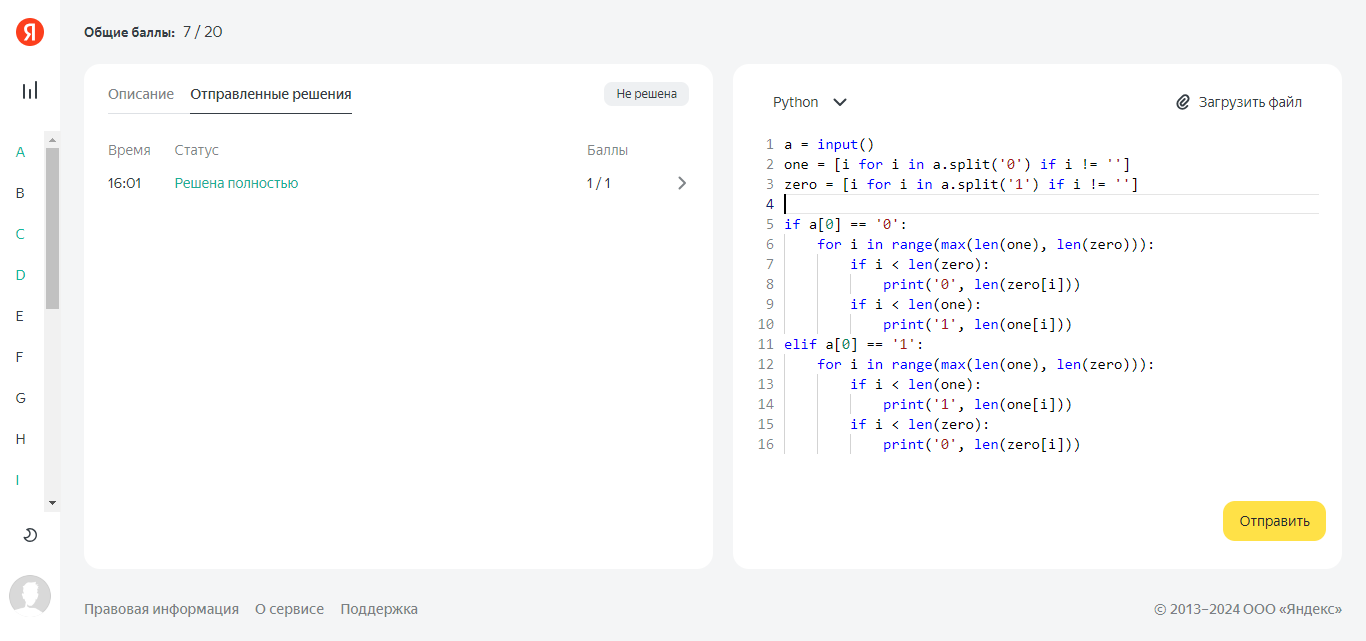 Я
Общие баллы: 7 / 20
A
B
C
D
E
F
G
H
I
Описание Отправленные решения Не решена
Время Статус Баллы
16:01 Решена полностью 1 / 1
Python Загрузить файл
1 a = input()
2 one = [i for i in a.split('0') if i != '']
3 zero = [i for i in a.split('1') if i != '']
4
5 if a[0] == '0':
6 for i in range(max(len(one), len(zero))):
7 if i < len(zero):
8 print('0', len(zero[i]))
9 if i < len(one):
10 print('1', len(one[i]))
11 elif a[0] == '1':
12 for i in range(max(len(one), len(zero))):
13 if i < len(one):
14 print('1', len(one[i]))
15 if i < len(zero):
16 print('0', len(zero[i]))
Отправить
Правовая информация О сервисе Поддержка © 2013–2024 ООО «Яндекс»